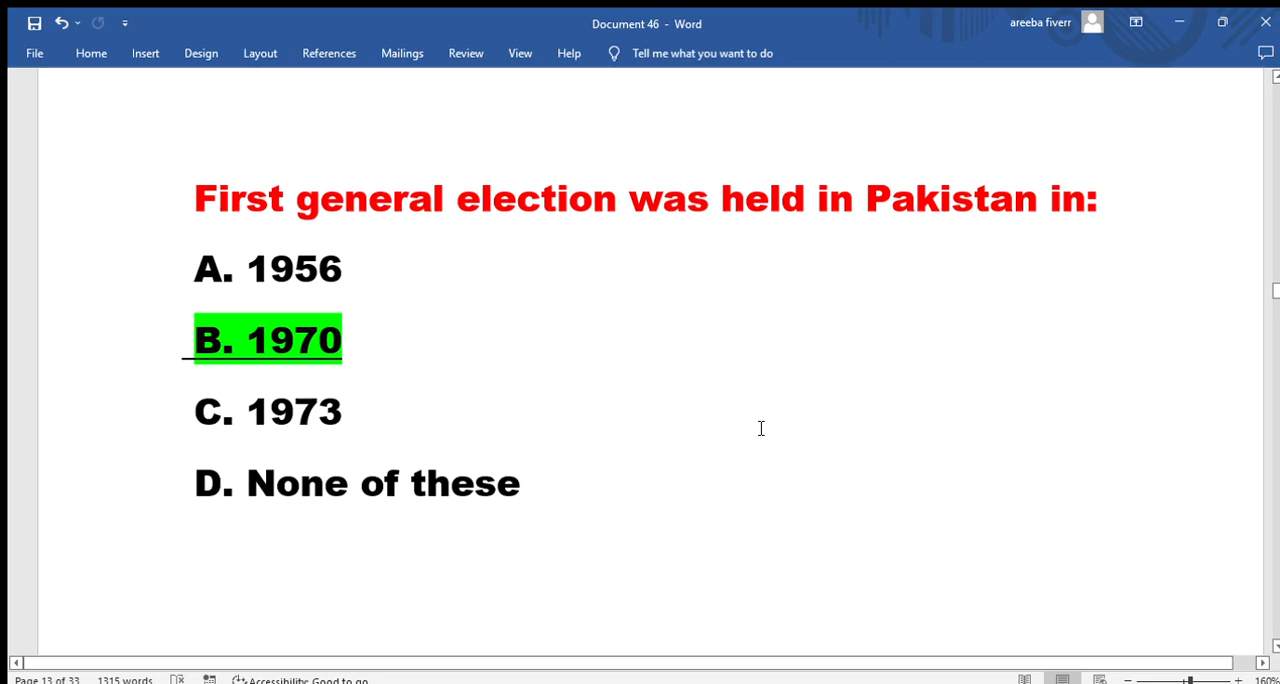 Document 46 - Word
areeba fiverr
File Home Insert Design Layout References Mailings Review View Help Tell me what you want to do
First general election was held in Pakistan in:
A. 1956
B. 1970
C. 1973
D. None of these
Page 13 of 33 1315 words Accessibility: Good to go 160%